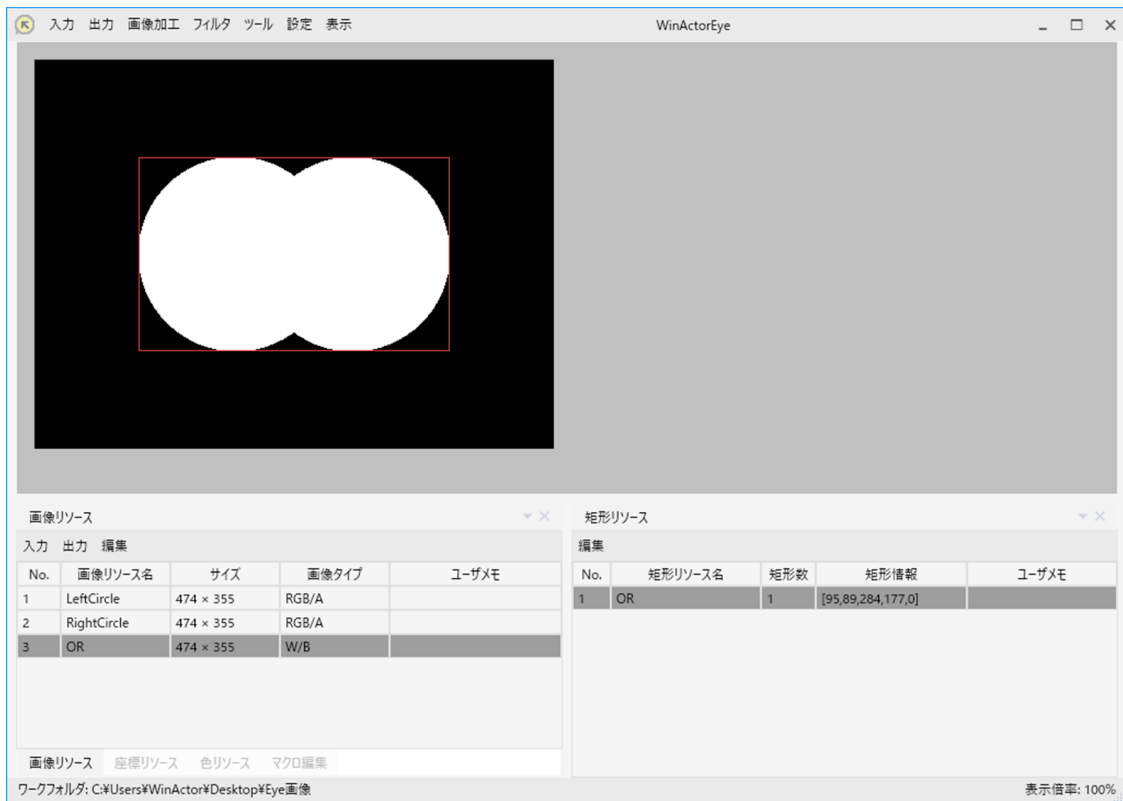 入力 出力 画像加工 フィルタ ツール 設定 表示 WinActorEye
画像リソース
入力 出力 編集
No. 画像リソース名 サイズ 画像タイプ ユーザメモ
1 LeftCircle 474 × 355 RGB/A
2 RightCircle 474 × 355 RGB/A
3 OR 474 × 355 W/B
画像リソース 座標リソース 色リソース マクロ編集
矩形リソース
編集
No. 矩形リソース名 矩形数 矩形情報 ユーザメモ
1 OR 1 [95,89,284,177,0]
ワークフォルダ: C:¥Users¥WinActor¥Desktop¥Eye画像 表示倍率: 100%